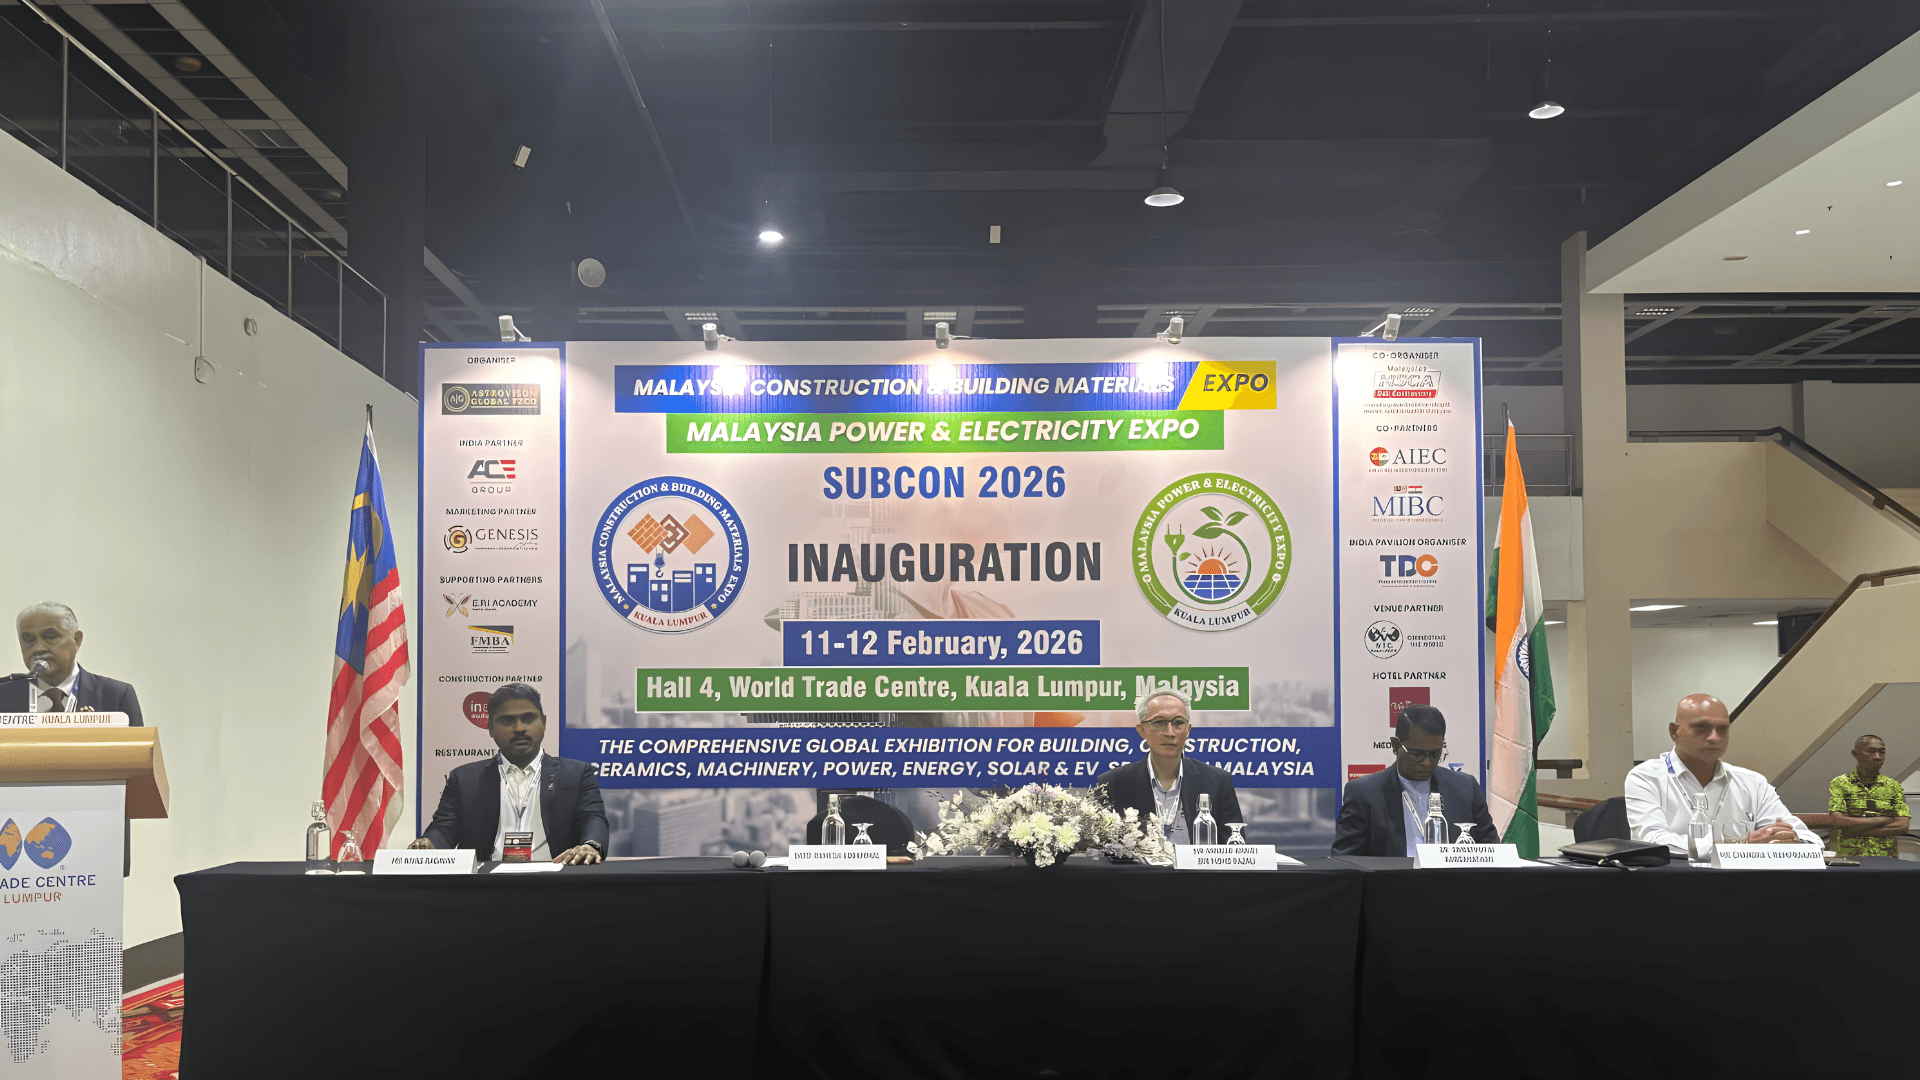 ORGANISER
INDIA PARTNER
ACE
GROUP
MARKETING PARTNER
GENESIS
SUPPORTING PARTNERS
ACADEMY
FMBA
CONSTRUCTION PARTNER
RESTAURANT
MALAYSIA CONSTRUCTION & BUILDING MATERIALS EXPO
MALAYSIA POWER & ELECTRICITY EXPO
SUBCON 2026
MALAYSIA CONSTRUCTION & BUILDING MATERIALS EXPO
KUALA LUMPUR
INAUGURATION
MALAYSIA POWER & ELECTRICITY EXPO
KUALA LUMPUR
11-12 February, 2026
Hall 4, World Trade Centre, Kuala Lumpur, Malaysia
THE COMPREHENSIVE GLOBAL EXHIBITION FOR BUILDING, CONSTRUCTION,
CERAMICS, MACHINERY, POWER, ENERGY, SOLAR & EV MALAYSIA
CO-ORGANISER
CO-PARTNERS
AIEC
MIBC
INDIA PAVILION ORGANISER
TDC
VENUE PARTNER
HOTEL PARTNER
CENTRE KUALA LUMPUR
ADE CENTRE
LUMPUR